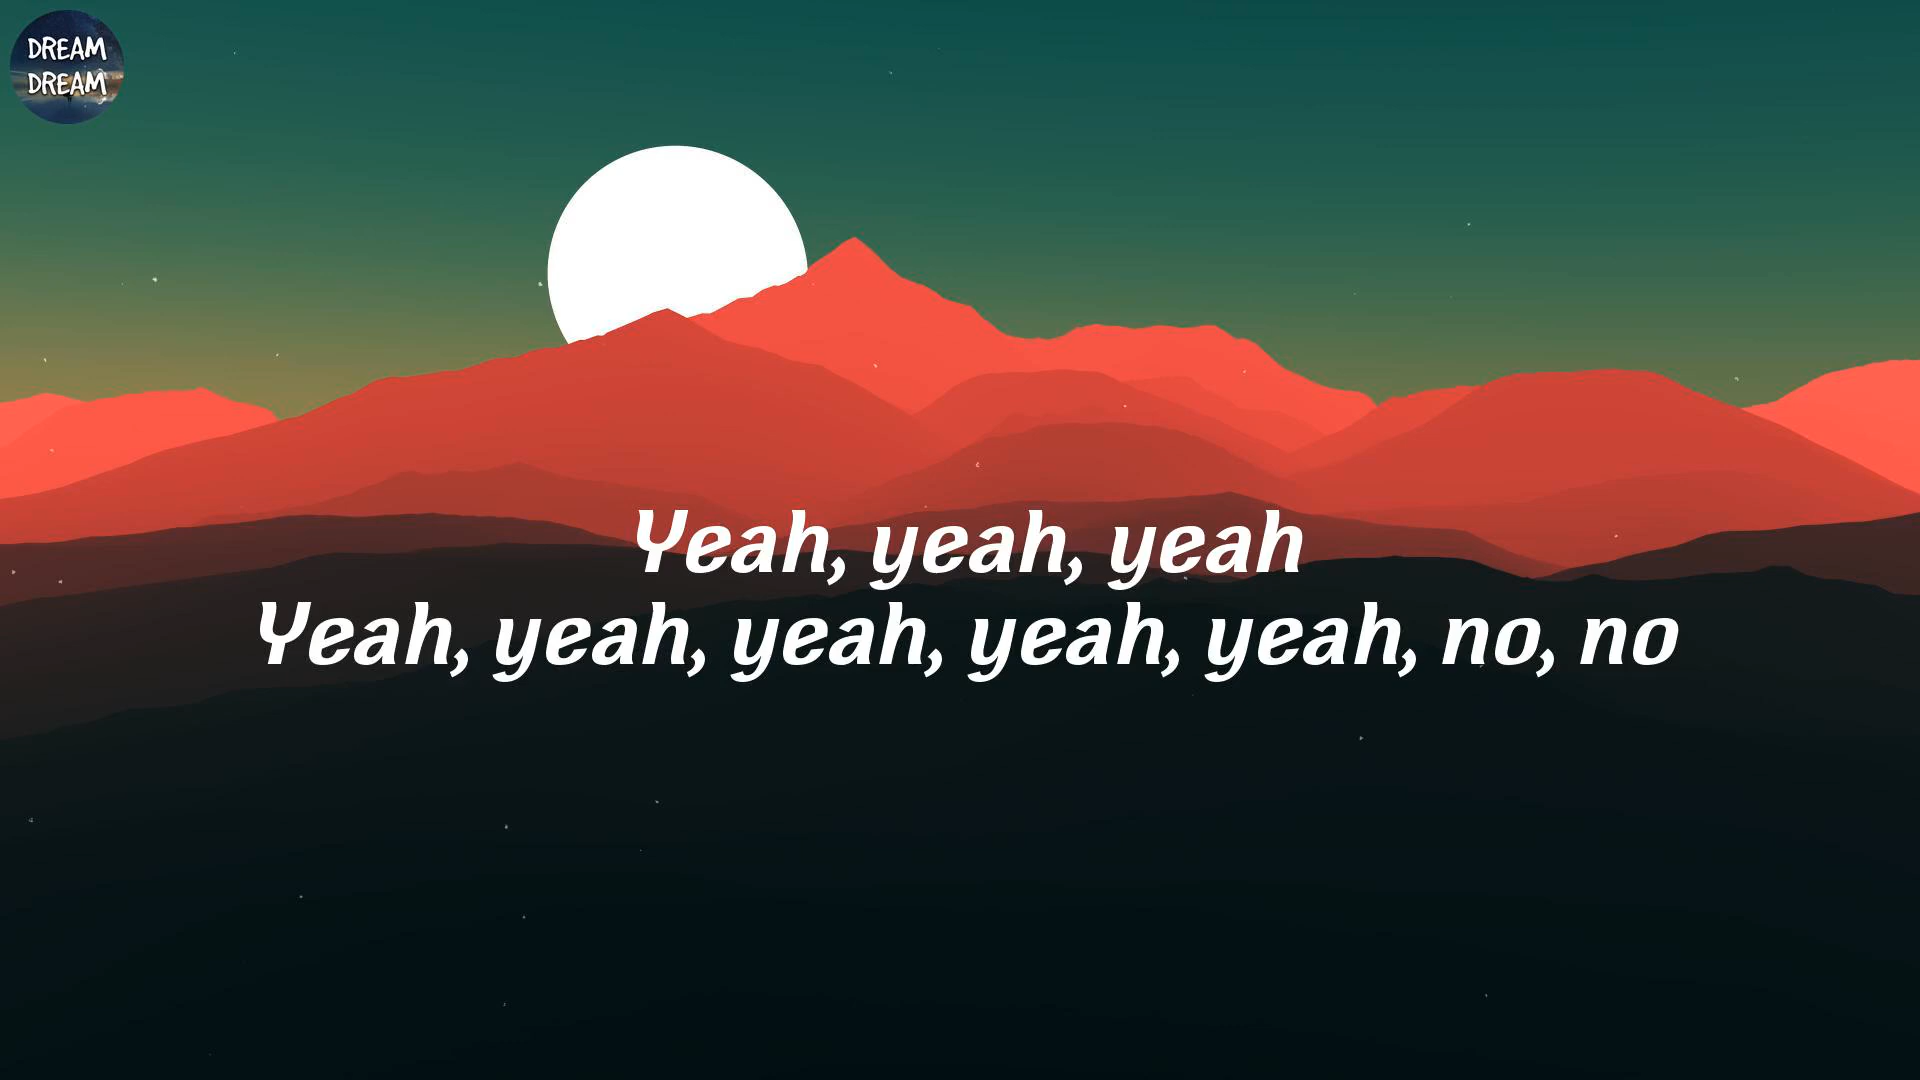 DREAM
DREAM
Yeah, yeah, yeah
Yeah, yeah, yeah, yeah, yeah, no, no